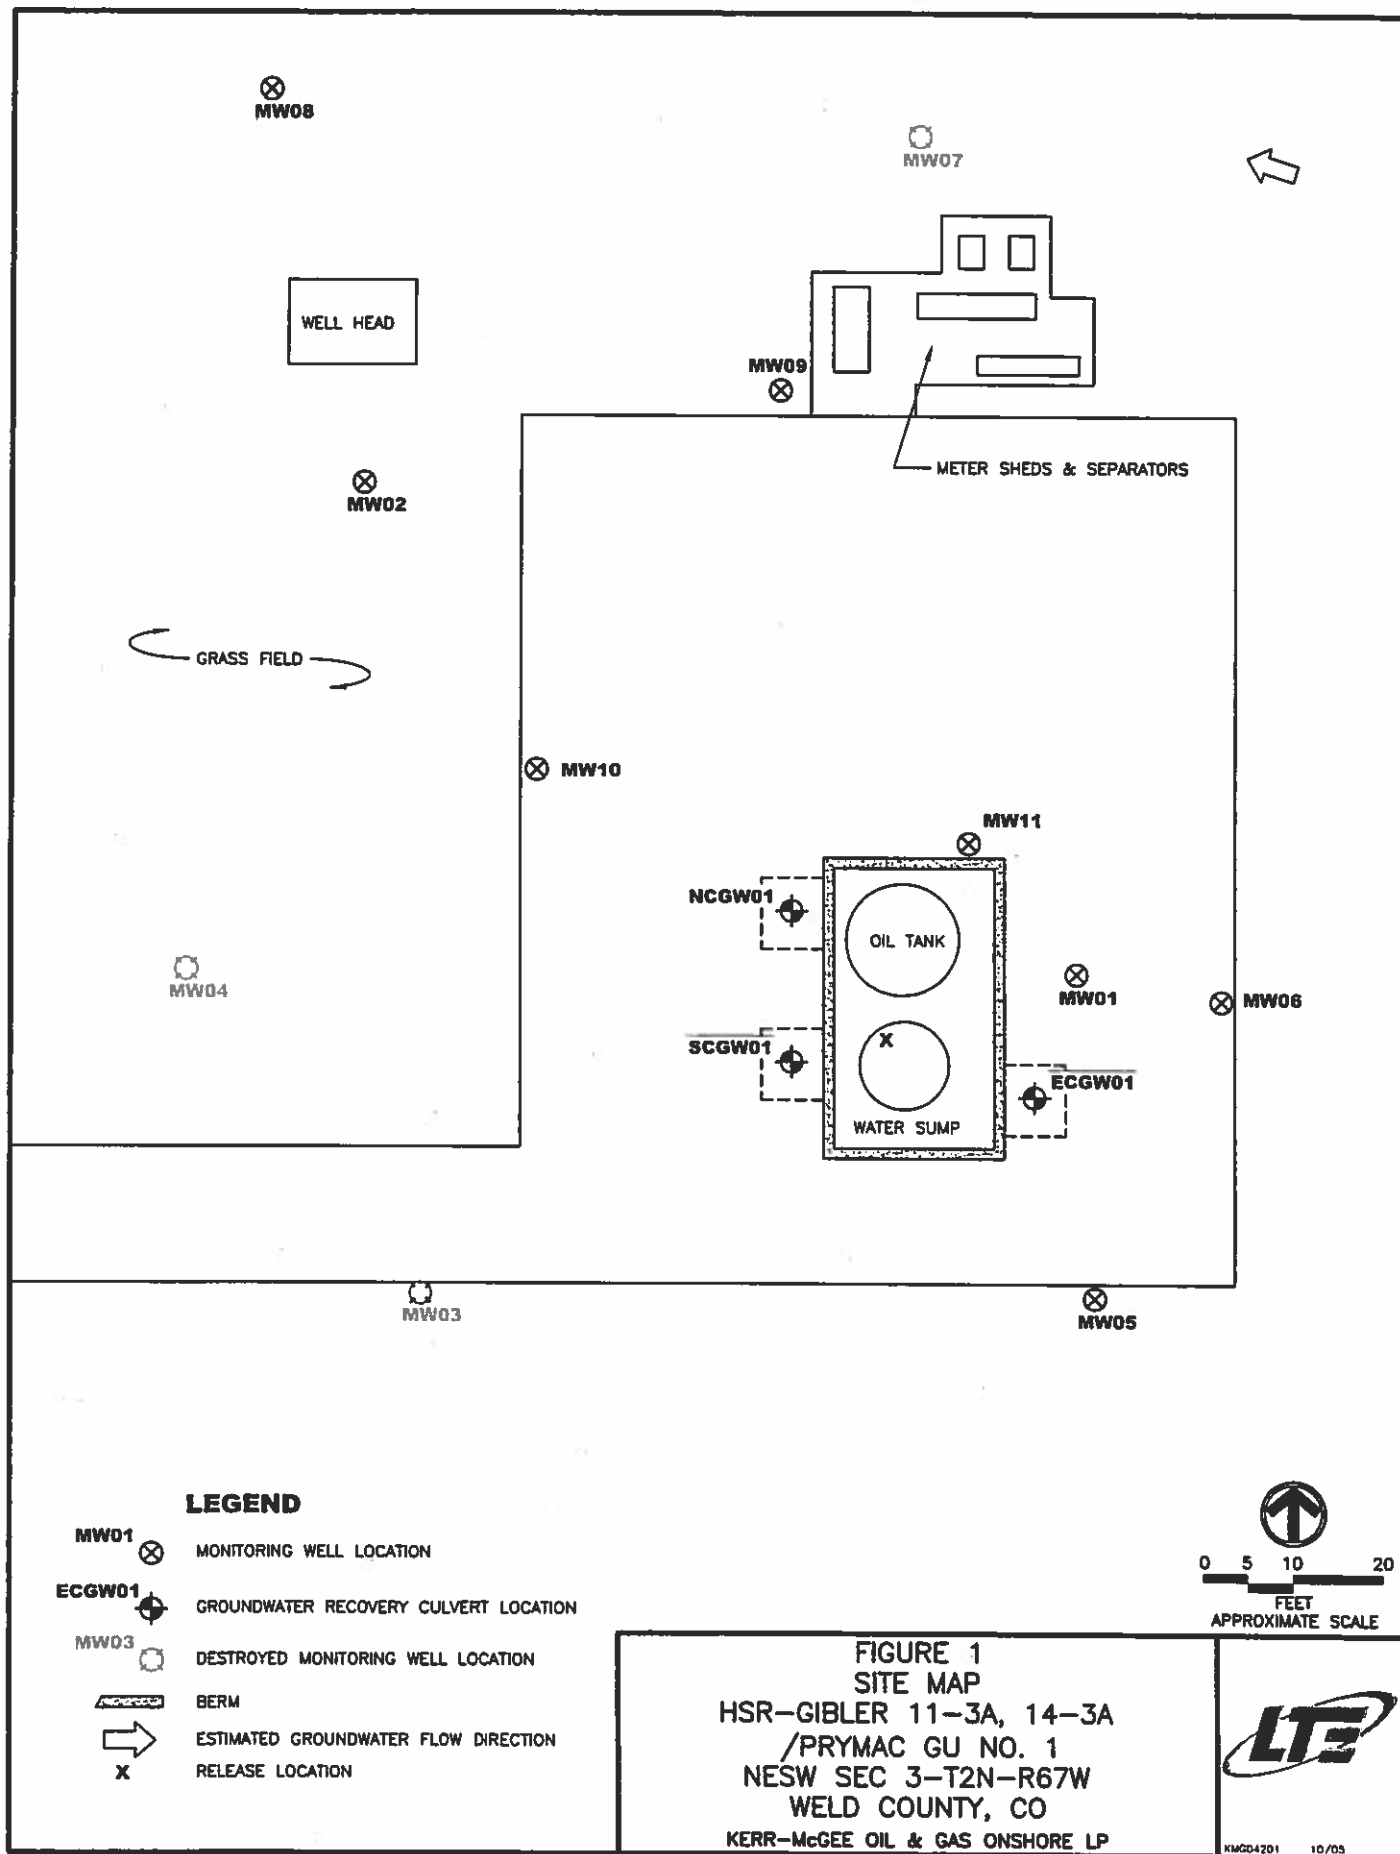 MW08
MW07
WELL HEAD
MW09
METER SHEDS & SEPARATORS
MW02
GRASS FIELD
MW10
MW11
NCGW01
OIL TANK
MW04
MW01
MW06
SCGW01
X
ECGW01
WATER SUMP
MW03
MW05
LEGEND
MW01
MONITORING WELL LOCATION
ECGW01
GROUNDWATER RECOVERY CULVERT LOCATION
MW03
DESTROYED MONITORING WELL LOCATION
BERM
ESTIMATED GROUNDWATER FLOW DIRECTION
X
RELEASE LOCATION
0 5 10 20
FEET
APPROXIMATE SCALE
FIGURE 1
SITE MAP
HSR-GIBLER 11-3A, 14-3A
/PRYMAC GU NO. 1
NESW SEC 3-T2N-R67W
WELD COUNTY, CO
KERR-McGEE OIL & GAS ONSHORE LP
LTE
KMG04201 10/05